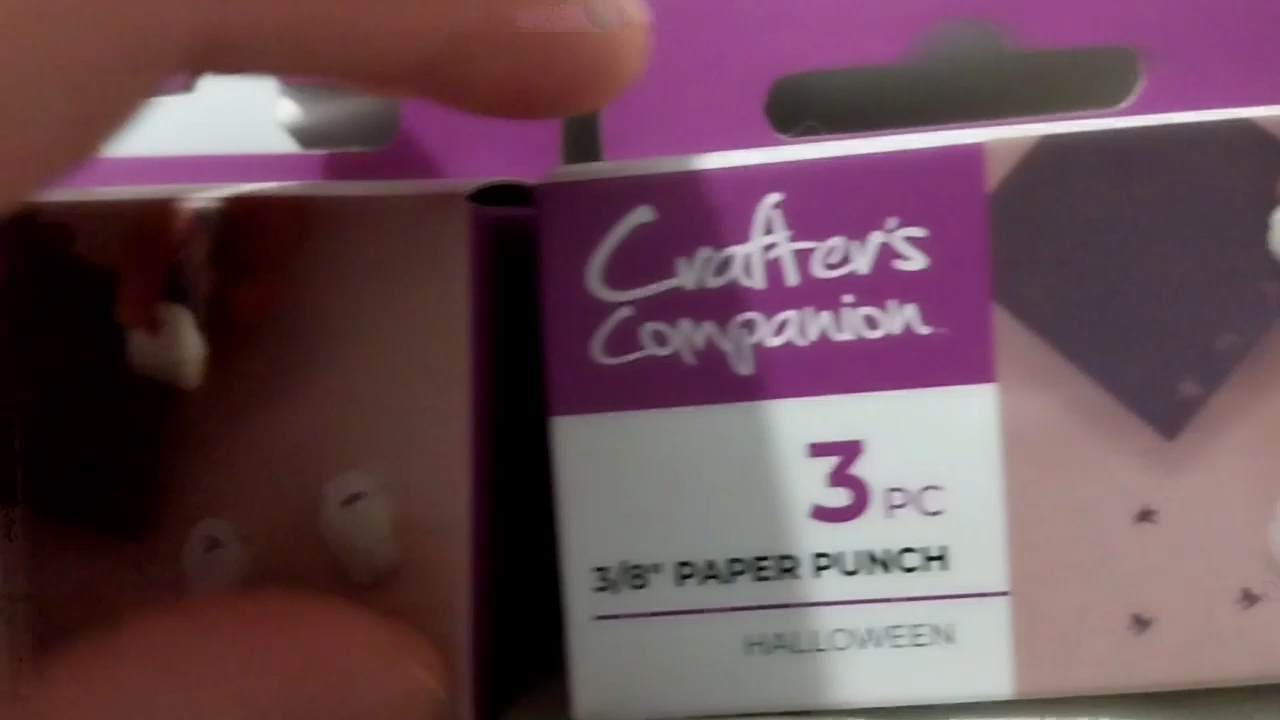 Crafter's
Companion
3 PC
3/8" PAPER PUNCH
HALLOWEEN